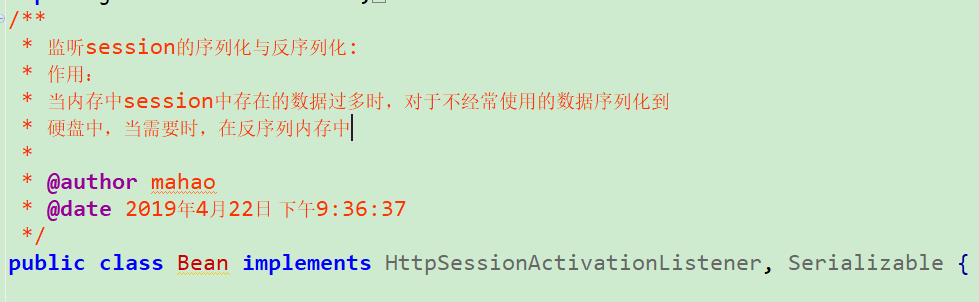 /**
 * 监听session的序列化与反序列化:
 * 作用:
 * 当内存中session中存在的数据过多时，对于不经常使用的数据序列化到
 * 硬盘中，当需要时，在反序列内存中
 *
 * @author mahao
 * @date 2019年4月22日 下午9:36:37
 */
public class Bean implements HttpSessionActivationListener, Serializable {